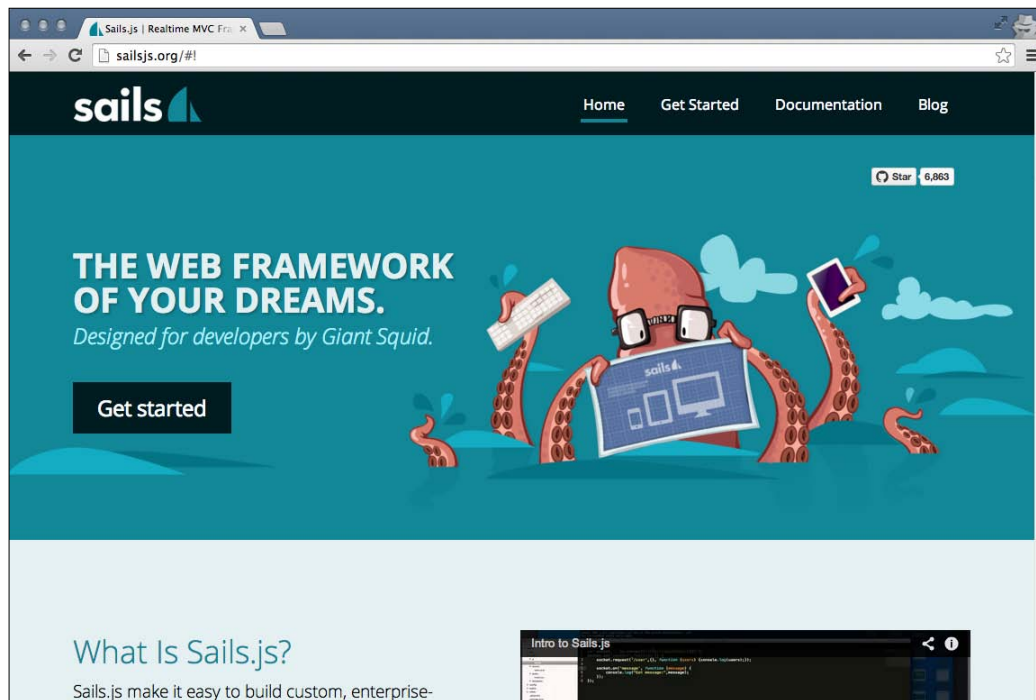 Sails.js | Realtime MVC Fra
sailsjs.org/#!
sails
Home Get Started Documentation Blog
Star 6,863
THE WEB FRAMEWORK
OF YOUR DREAMS.
Designed for developers by Giant Squid.
sails
Get started
What Is Sails.js?
Sails.js make it easy to build custom, enterprise-
Intro to Sails.js